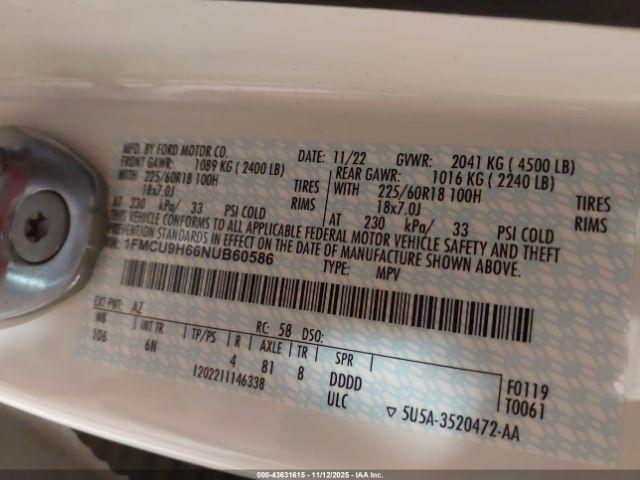 MFD. BY FORD MOTOR CO.
DATE: 11/22 GVWR: 2041 KG ( 4500 LB)
FRONT GAWR: 1089 KG ( 2400 LB)
REAR GAWR: 1016 KG ( 2240 LB)
WITH 225/60R18 100H TIRES
WITH 225/60R18 100H TIRES
18x7.0J RIMS
18x7.0J RIMS
AT 230 kPa/ 33 PSI COLD
AT 230 kPa/ 33 PSI COLD
THIS VEHICLE CONFORMS TO ALL APPLICABLE FEDERAL MOTOR VEHICLE SAFETY AND THEFT
PREVENTION STANDARDS IN EFFECT ON THE DATE OF MANUFACTURE SHOWN ABOVE.
1FMCU9H66NUB60586
TYPE: MPV
EXT PNT: AZ RC: 58 DSO:
WB INT TR TP/PS R AXLE TR SPR
106 6N 4 81 8 DDDD
1202211146338 ULC
F0119
T0061
5U5A-3520472-AA
000-43631615 - 11/12/2025 - IAA Inc.